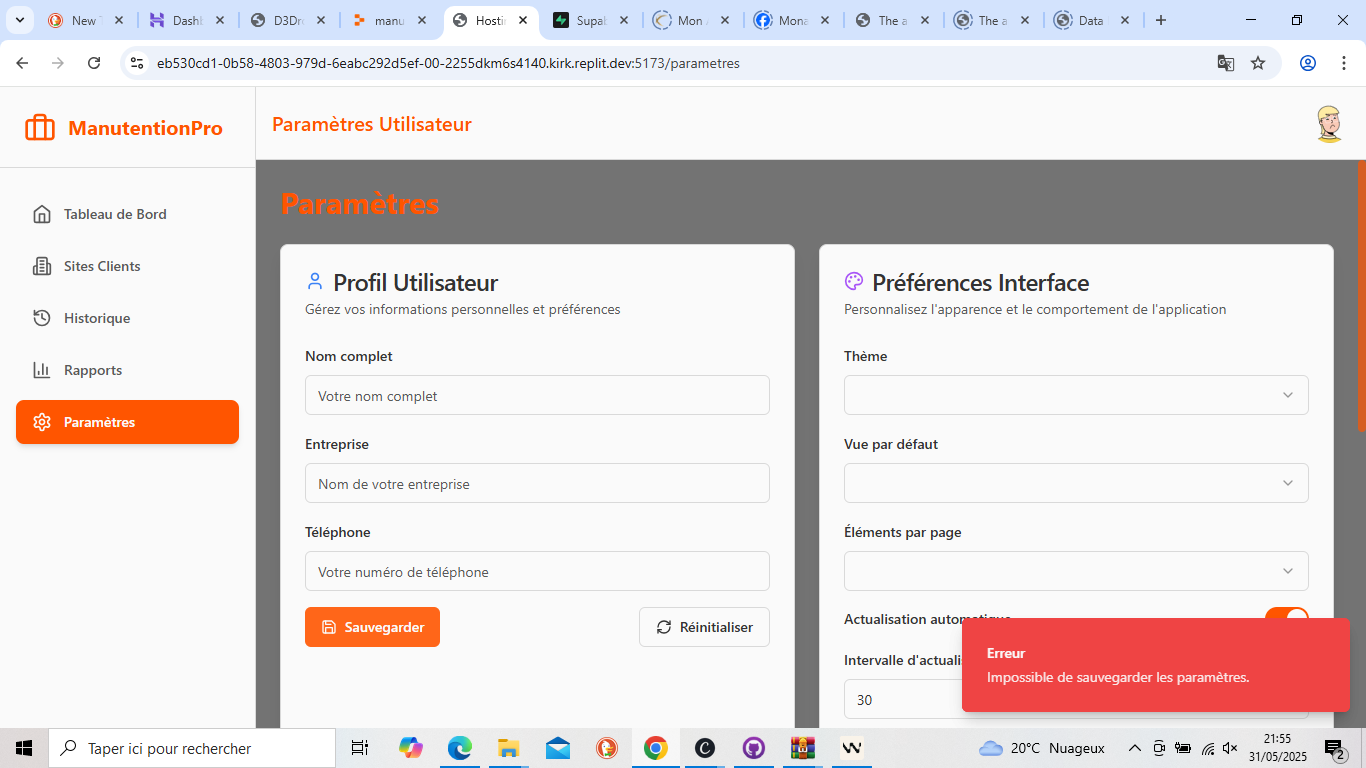 New
Dashb
D3Dro
manu
Hostin
Supab
Mon
Mona
The a
The a
Data
eb530cd1-0b58-4803-979d-6eabc292d5ef-00-2255dkm6s4140.kirk.replit.dev:5173/parametres
ManutentionPro
Paramètres Utilisateur
Tableau de Bord
Sites Clients
Historique
Rapports
Paramètres
Paramètres
Profil Utilisateur
Gérez vos informations personnelles et préférences
Nom complet
Votre nom complet
Entreprise
Nom de votre entreprise
Téléphone
Votre numéro de téléphone
Sauvegarder
Réinitialiser
Préférences Interface
Personnalisez l'apparence et le comportement de l'application
Thème
Vue par défaut
Éléments par page
Actualisation automatique
Intervalle d'actuali
30
Erreur
Impossible de sauvegarder les paramètres.
Taper ici pour rechercher
20°C Nuageux
21:55
31/05/2025
2